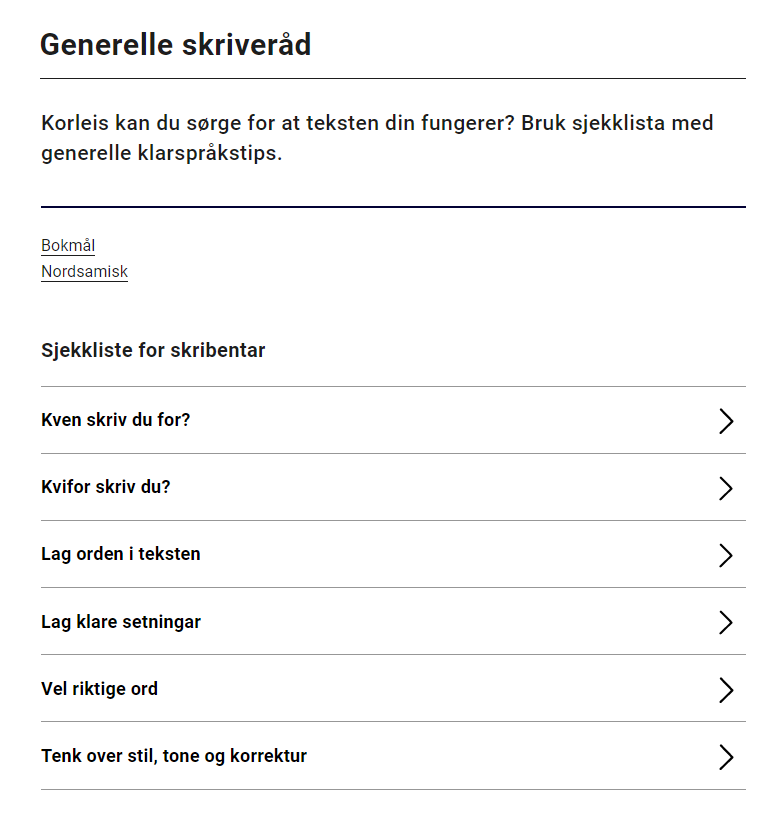 Generelle skriveråd
Korleis kan du sørge for at teksten din fungerer? Bruk sjekklista med
generelle klarspråkstips.
Bokmål
Nordsamisk
Sjekkliste for skribentar
Kven skriv du for?
Kvifor skriv du?
Lag orden i teksten
Lag klare setningar
Vel riktige ord
Tenk over stil, tone og korrektur